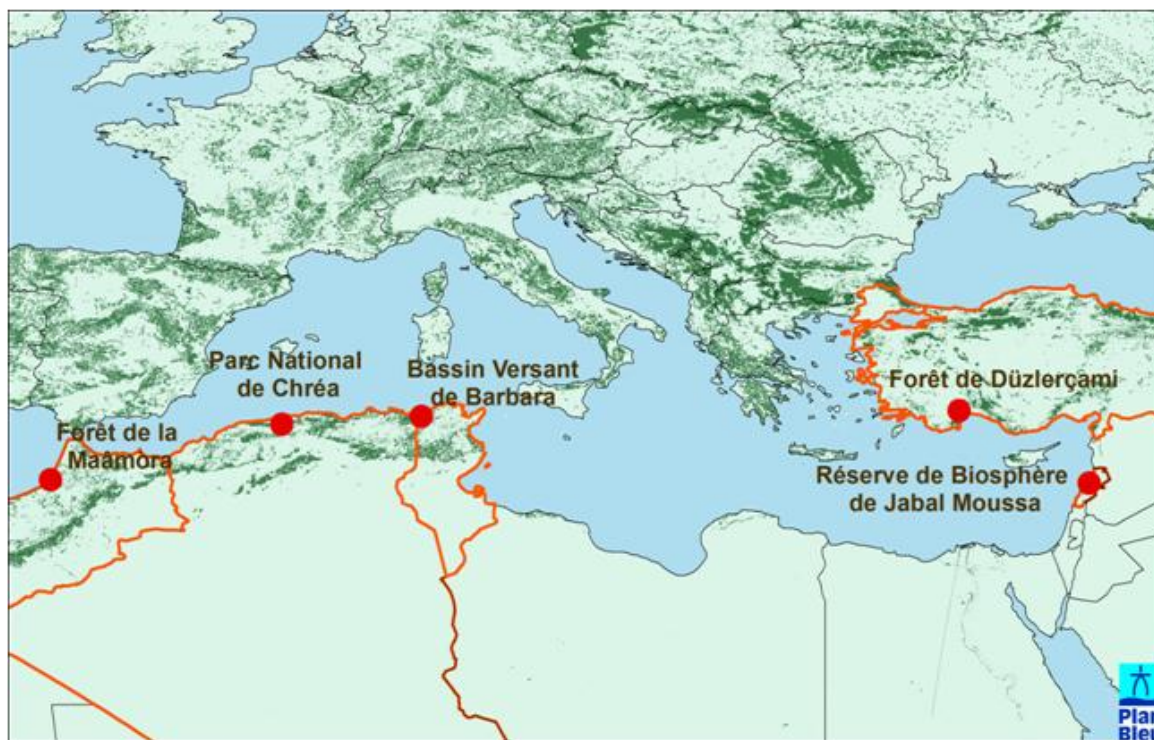 Parc National
de Chréa
Bassin Versant
de Barbara
Forêt de Düzlerçami
Forêt de la
Maâmora
Réserve de Biosphère
de Jabal Moussa
Plan
Bleu